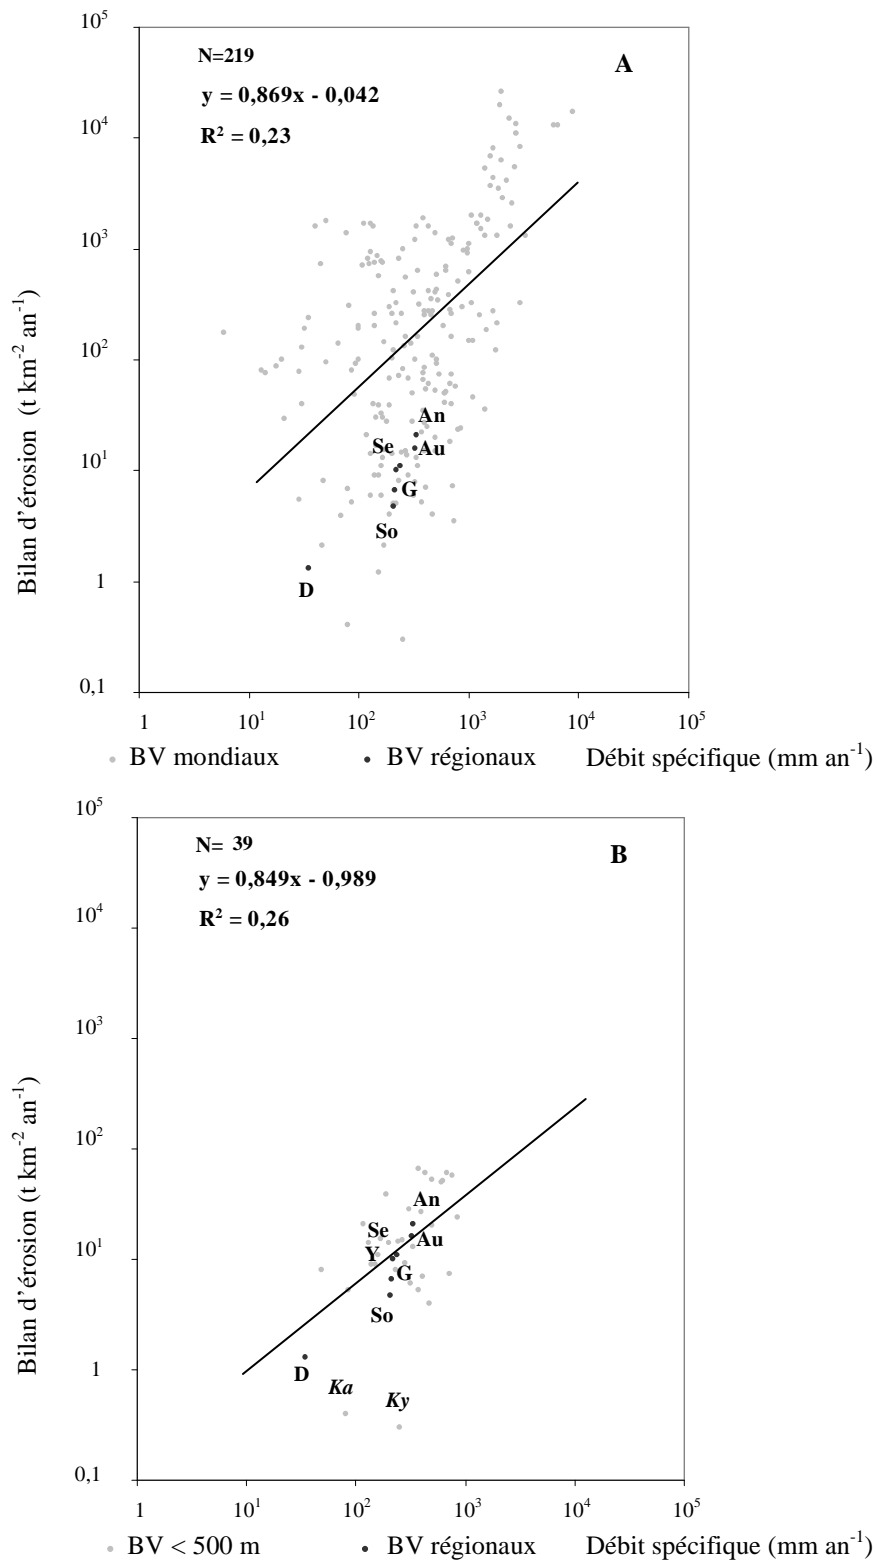 10⁵
N=219
A
y = 0,869x - 0,042
R² = 0,23
10⁴
10³
10²
10¹
1
0,1
Bilan d'érosion (t km⁻² an⁻¹)
An
Se
Au
G
So
D
1 10¹ 10² 10³ 10⁴ 10⁵
BV mondiaux BV régionaux Débit spécifique (mm an⁻¹)
10⁵
N= 39
B
y = 0,849x - 0,989
R² = 0,26
10⁴
10³
10²
10¹
1
0,1
Bilan d'érosion (t km⁻² an⁻¹)
An
Se
Au
Y
G
So
D
Ka
Ky
1 10¹ 10² 10³ 10⁴ 10⁵
BV < 500 m BV régionaux Débit spécifique (mm an⁻¹)